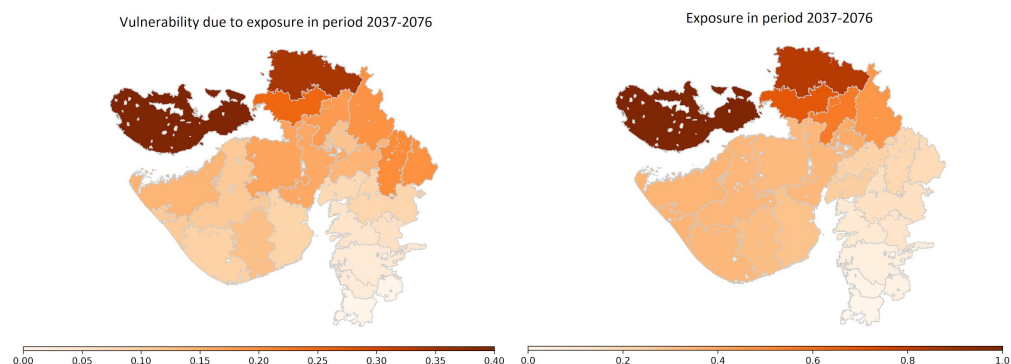 Vulnerability due to exposure in period 2037-2076
Exposure in period 2037-2076
0.00 0.05 0.10 0.15 0.20 0.25 0.30 0.35 0.40
0.0 0.2 0.4 0.6 0.8 1.0